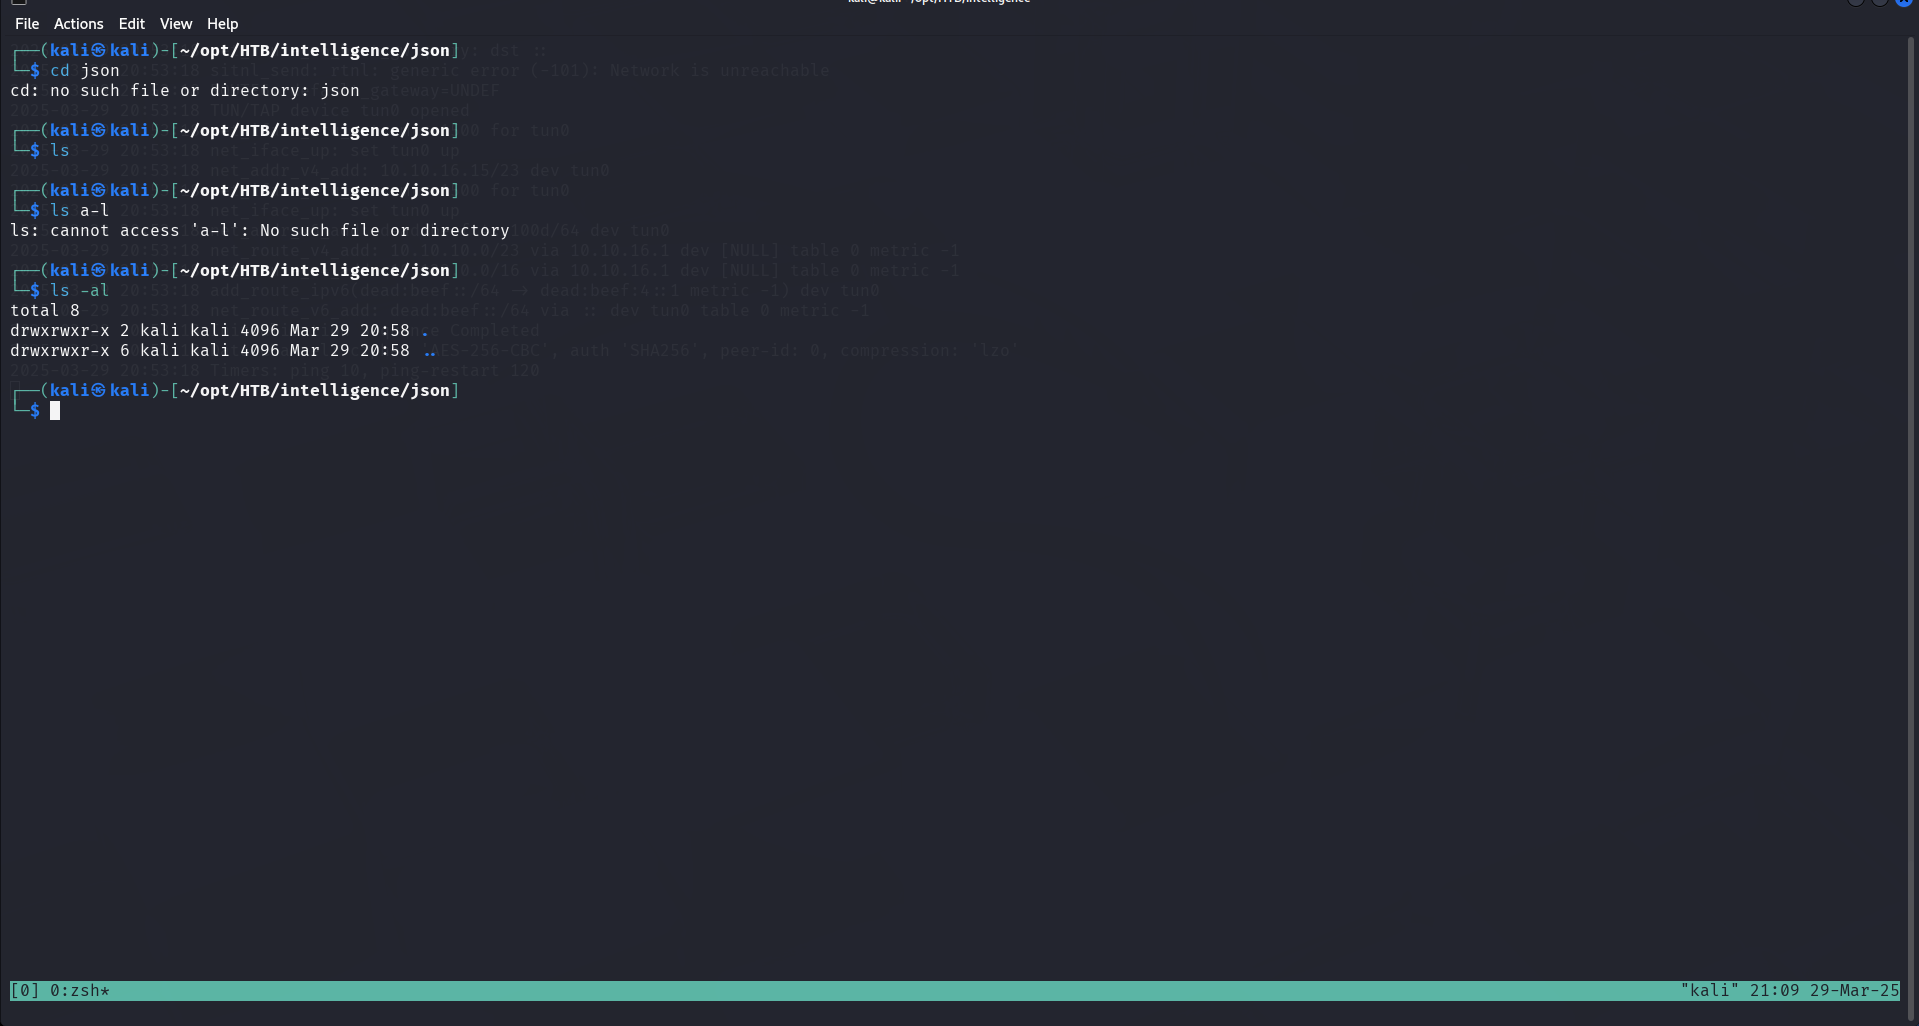 kali@kali: ~/opt/HTB/intelligence
File Actions Edit View Help
┌──(kali㉿kali)-[~/opt/HTB/intelligence/json]
└─$ cd json
cd: no such file or directory: json
┌──(kali㉿kali)-[~/opt/HTB/intelligence/json]
└─$ ls
┌──(kali㉿kali)-[~/opt/HTB/intelligence/json]
└─$ ls a-l
ls: cannot access 'a-l': No such file or directory
┌──(kali㉿kali)-[~/opt/HTB/intelligence/json]
└─$ ls -al
total 8
drwxrwxr-x 2 kali kali 4096 Mar 29 20:58 .
drwxrwxr-x 6 kali kali 4096 Mar 29 20:58 ..
┌──(kali㉿kali)-[~/opt/HTB/intelligence/json]
└─$
[0] 0:zsh* "kali" 21:09 29-Mar-25